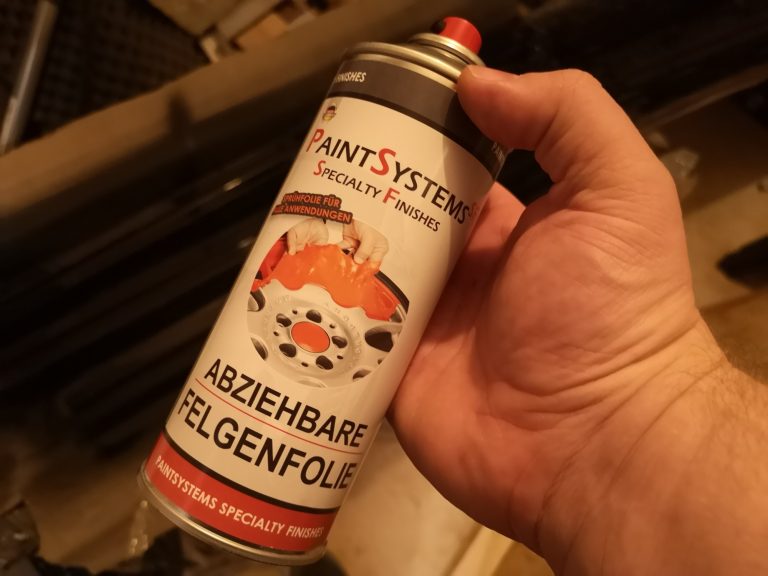 FINISHES
PAINTSYSTEMS
SPECIALTY FINISHES
SPRÜHFOLIE FÜR
ANWENDUNGEN
ABZIEHBARE
FELGENFOLIE
PAINTSYSTEMS SPECIALTY FINISHES